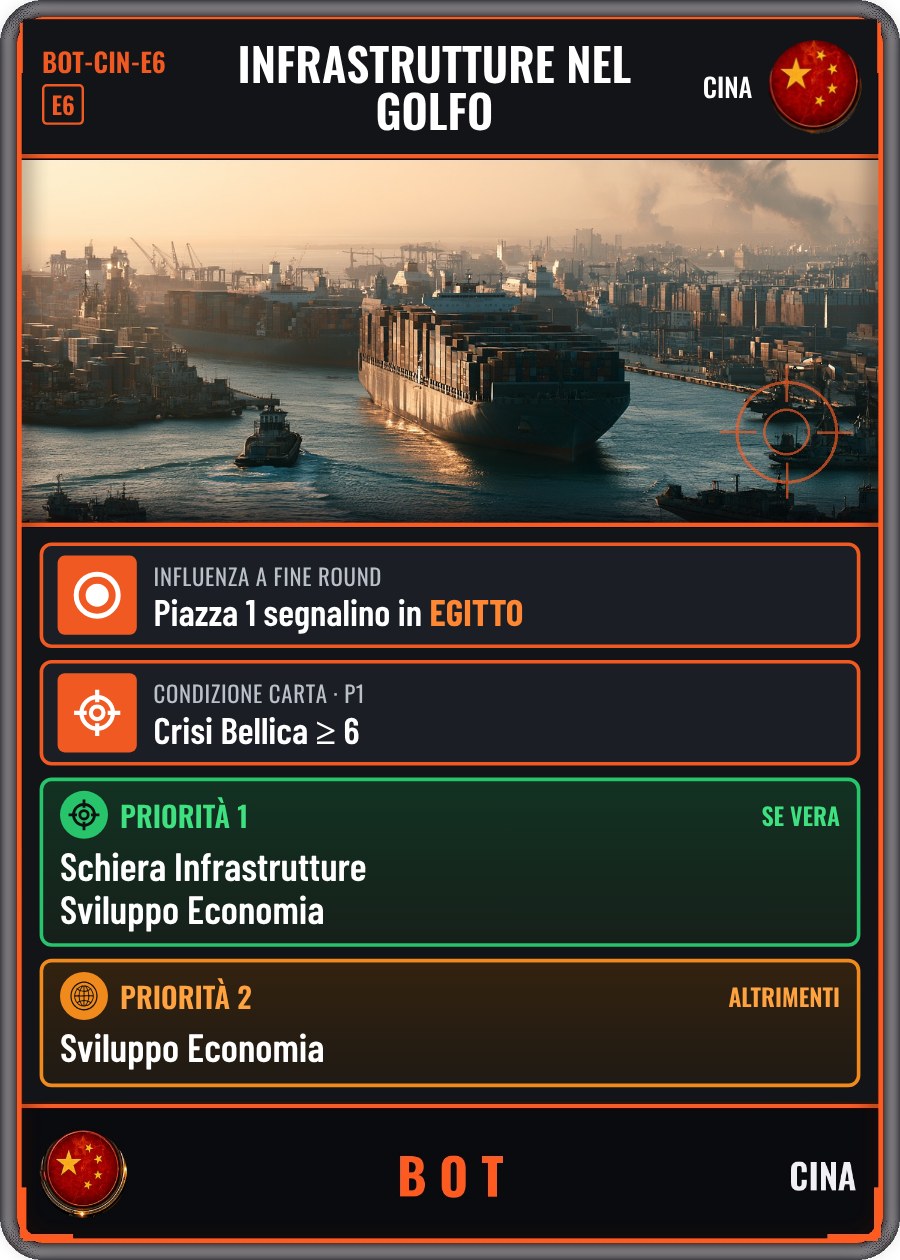 BOT-CIN-E6
E6
INFRASTRUTTURE NEL
GOLFO
CINA
INFLUENZA A FINE ROUND
Piazza 1 segnalino in EGITTO
CONDIZIONE CARTA · P1
Crisi Bellica ≥ 6
PRIORITÀ 1
SE VERA
Schiera Infrastrutture
Sviluppo Economia
PRIORITÀ 2
ALTRIMENTI
Sviluppo Economia
BOT
CINA